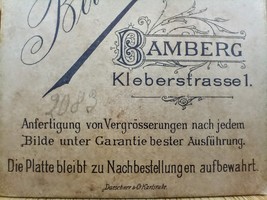 BAMBERG
Kleberstrasse 1.
2083
Anfertigung von Vergrösserungen nach jedem
Bilde unter Garantie bester Ausführung.
Die Platte bleibt zu Nachbestellungen aufbewahrt.